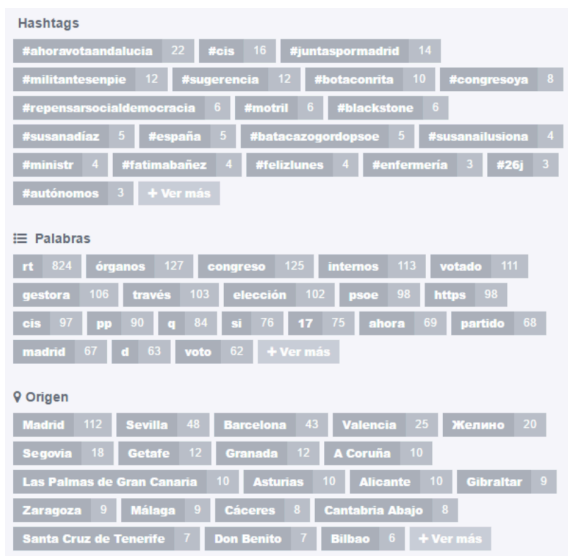 Hashtags
#ahoravotaandalucia 22 #cis 16 #juntaspormadrid 14
#militantesenpie 12 #sugerencia 12 #botaconrita 10 #congresoya 8
#repensarsocialdemocracia 6 #motril 6 #blackstone 6
#susanadíaz 5 #españa 5 #batacazogordopsoe 5 #susanailusiona 4
#ministr 4 #fatimabañez 4 #felizlunes 4 #enfermería 3 #26j 3
#autónomos 3 + Ver más
Palabras
rt 824 órganos 127 congreso 125 internos 113 votado 111
gestora 106 través 103 elección 102 psoe 98 https 98
cis 97 pp 90 q 84 si 76 17 75 ahora 69 partido 68
madrid 67 d 63 voto 62 + Ver más
Origen
Madrid 112 Sevilla 48 Barcelona 43 Valencia 25 Желино 20
Segovia 18 Getafe 12 Granada 12 A Coruña 10
Las Palmas de Gran Canaria 10 Asturias 10 Alicante 10 Gibraltar 9
Zaragoza 9 Málaga 9 Cáceres 8 Cantabria Abajo 8
Santa Cruz de Tenerife 7 Don Benito 7 Bilbao 6 + Ver más